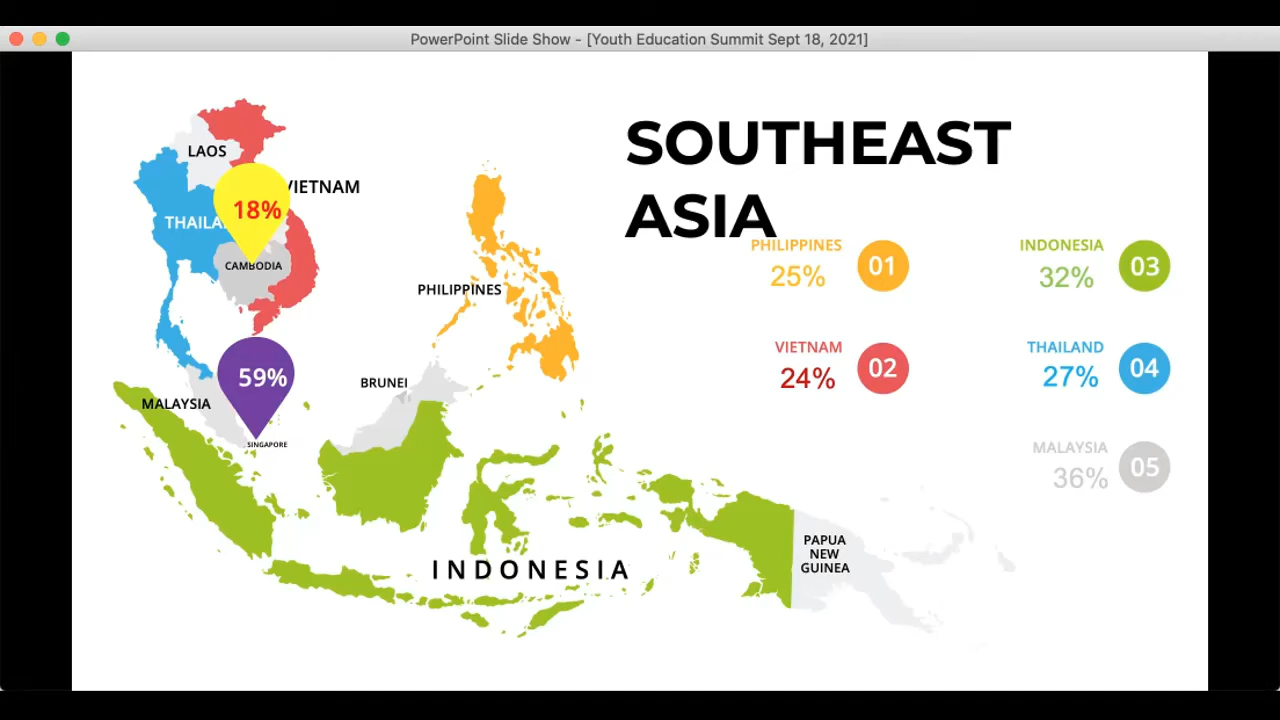 PowerPoint Slide Show - [Youth Education Summit Sept 18, 2021]
SOUTHEAST
ASIA
LAOS
VIETNAM
18%
THAILA
CAMBODIA
PHILIPPINES
59%
BRUNEI
MALAYSIA
SINGAPORE
INDONESIA
PAPUA
NEW
GUINEA
PHILIPPINES
25%
01
INDONESIA
32%
03
VIETNAM
24%
02
THAILAND
27%
04
MALAYSIA
36%
05